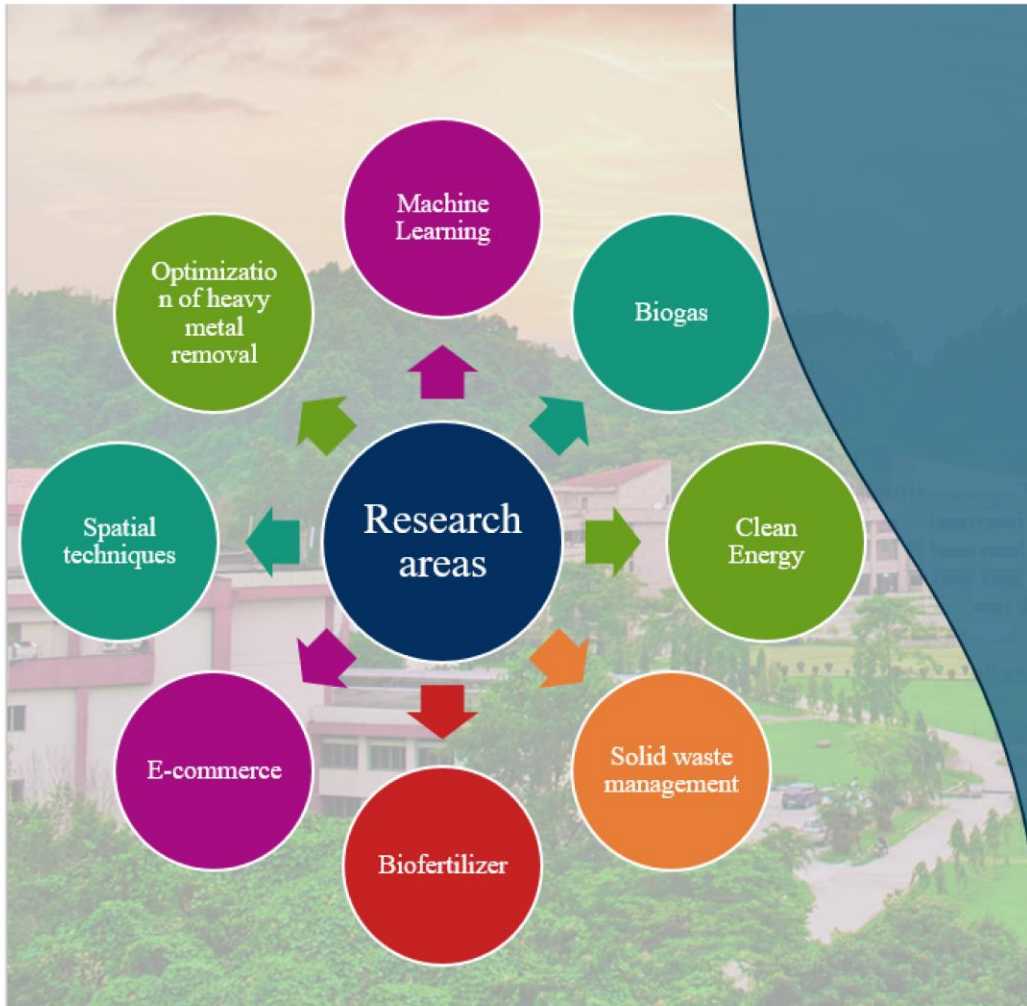 Machine
Learning
Biogas
Clean
Energy
Solid waste
management
Biofertilizer
E-commerce
Spatial
techniques
Optimizatio
n of heavy
metal
removal
Research
areas